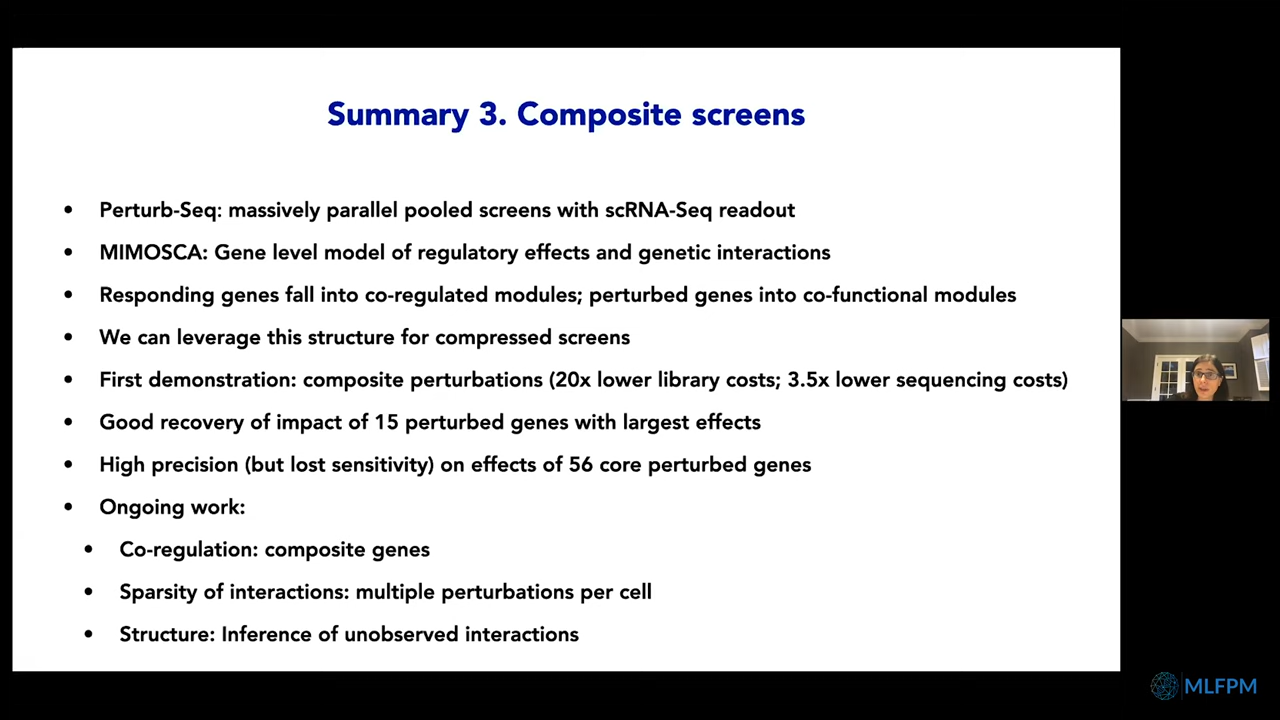 Summary 3. Composite screens
• Perturb-Seq: massively parallel pooled screens with scRNA-Seq readout
• MIMOSCA: Gene level model of regulatory effects and genetic interactions
• Responding genes fall into co-regulated modules; perturbed genes into co-functional modules
• We can leverage this structure for compressed screens
• First demonstration: composite perturbations (20x lower library costs; 3.5x lower sequencing costs)
• Good recovery of impact of 15 perturbed genes with largest effects
• High precision (but lost sensitivity) on effects of 56 core perturbed genes
• Ongoing work:
• Co-regulation: composite genes
• Sparsity of interactions: multiple perturbations per cell
• Structure: Inference of unobserved interactions
MLFPM